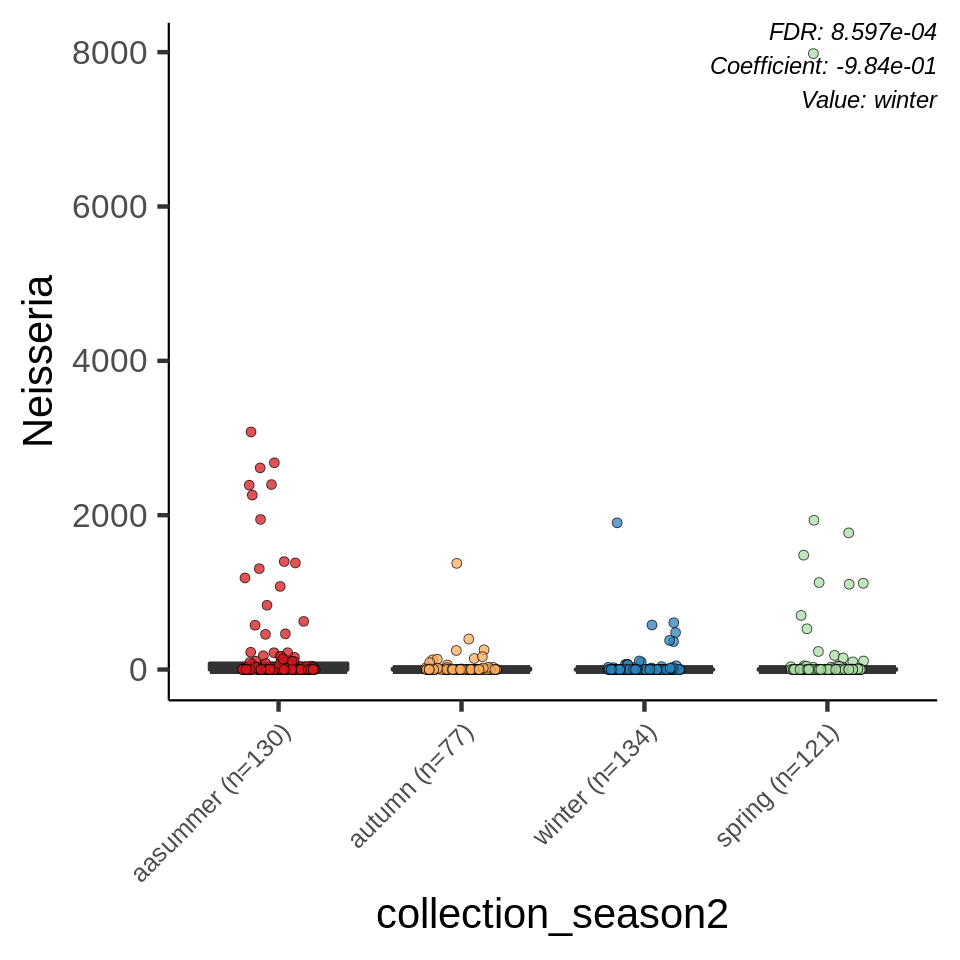 FDR: 8.597e-04
Coefficient: -9.84e-01
Value: winter
8000
6000
4000
2000
0
Neisseria
aasummer (n=130)
autumn (n=77)
winter (n=134)
spring (n=121)
collection_season2